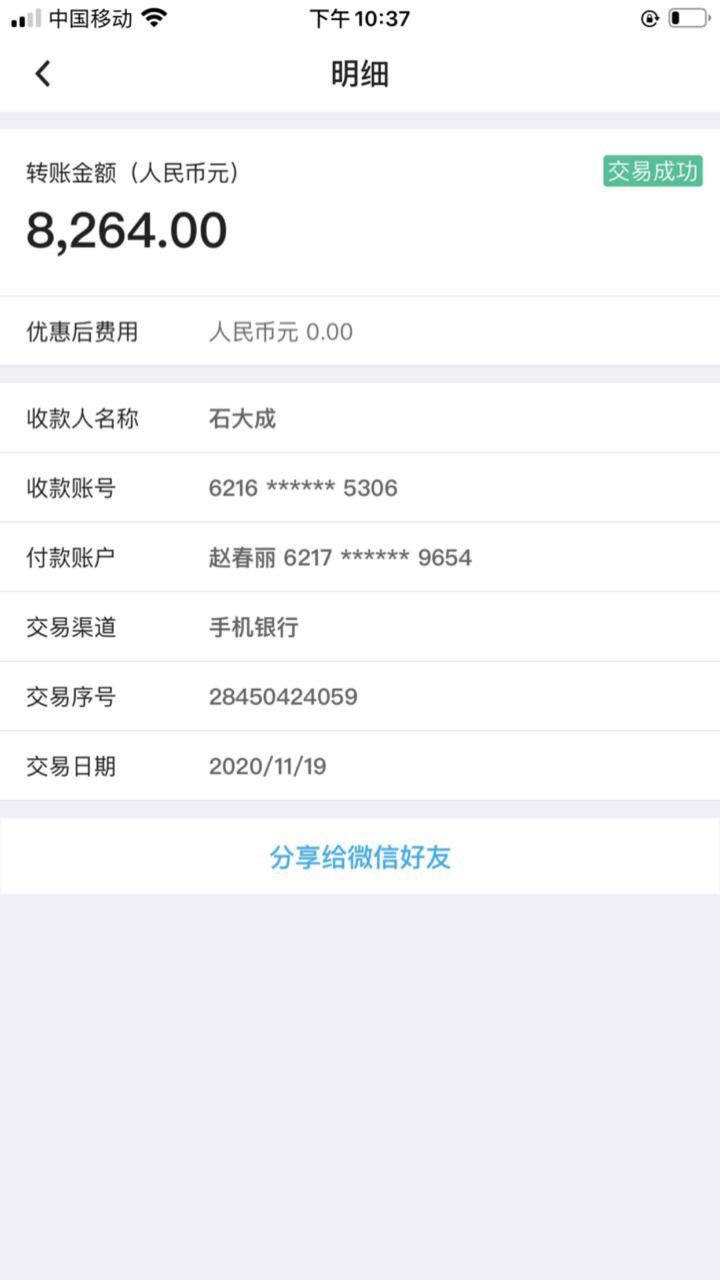 中国移动 下午10:37
明细
转账金额（人民币元） 交易成功
8,264.00
优惠后费用 人民币元 0.00
收款人名称 石大成
收款账号 6216 ****** 5306
付款账户 赵春丽 6217 ****** 9654
交易渠道 手机银行
交易序号 28450424059
交易日期 2020/11/19
分享给微信好友